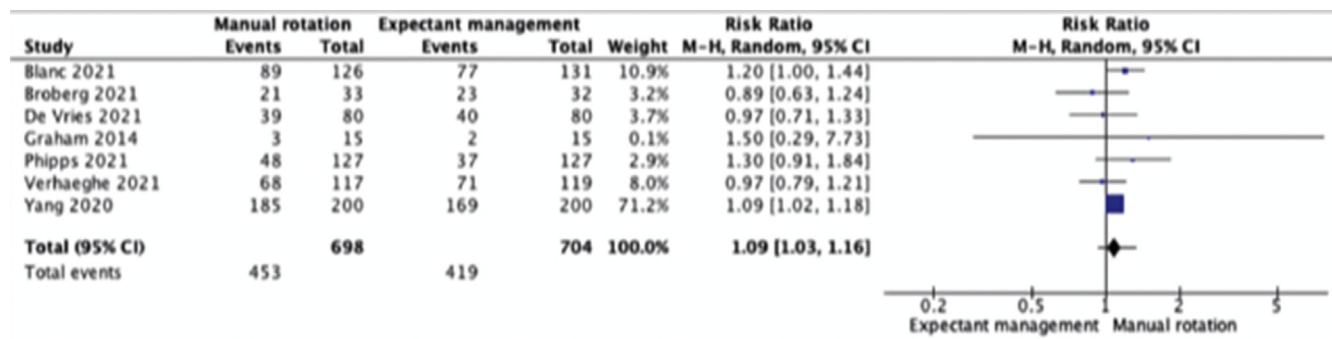 Manual rotation Expectant management Risk Ratio Risk Ratio
Study Events Total Events Total Weight M-H, Random, 95% CI M-H, Random, 95% CI
Blanc 2021 89 126 77 131 10.9% 1.20 [1.00, 1.44]
Broberg 2021 21 33 23 32 3.2% 0.89 [0.63, 1.24]
De Vries 2021 39 80 40 80 3.7% 0.97 [0.71, 1.33]
Graham 2014 3 15 2 15 0.1% 1.50 [0.29, 7.73]
Phipps 2021 48 127 37 127 2.9% 1.30 [0.91, 1.84]
Verhaeghe 2021 68 117 71 119 8.0% 0.97 [0.79, 1.21]
Yang 2020 185 200 169 200 71.2% 1.09 [1.02, 1.18]
Total (95% CI) 698 704 100.0% 1.09 [1.03, 1.16]
Total events 453 419
0.2 0.5 1 2 5
Expectant management Manual rotation